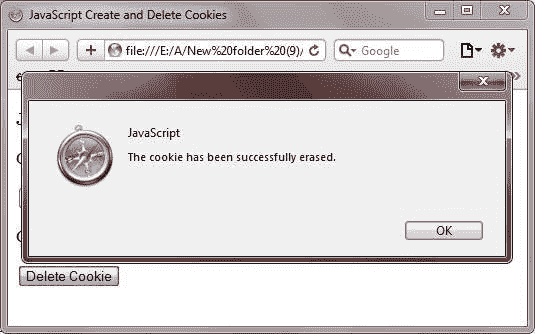 JavaScript Create and Delete Cookies
file:///E:/A/New%20folder%20(9)/
Google
JavaScript
The cookie has been successfully erased.
OK
Delete Cookie